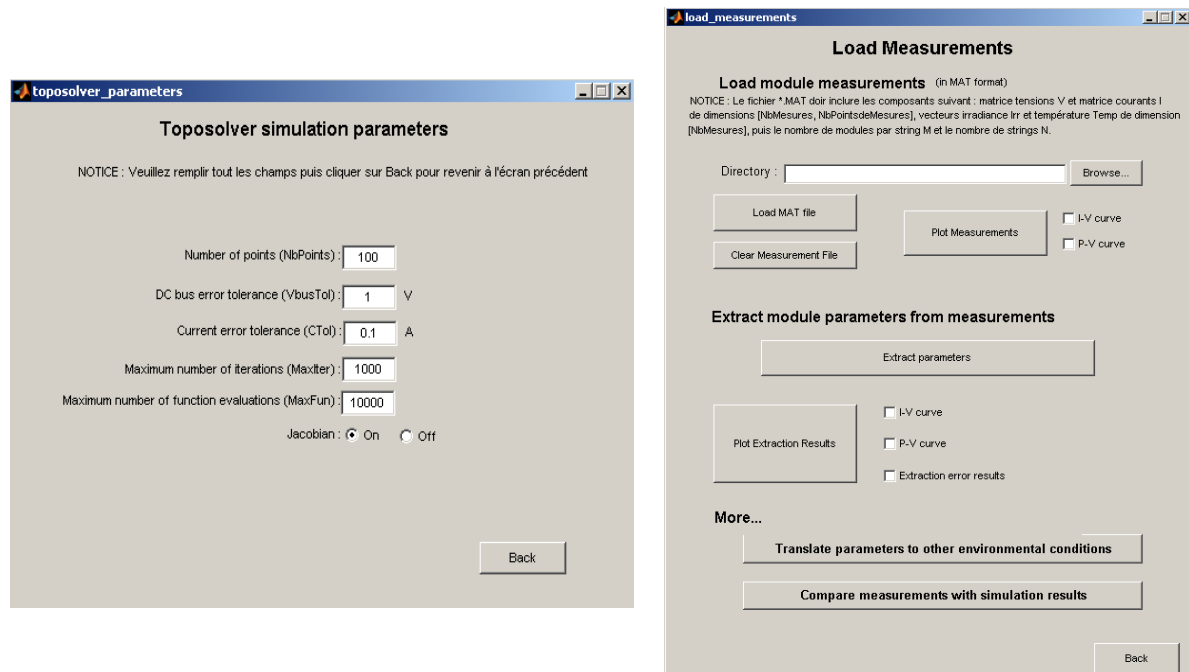 toposolver_parameters
Toposolver simulation parameters
NOTICE : Veuillez remplir tout les champs puis cliquer sur Back pour revenir à l'écran précédent
Number of points (NbPoints) : 100
DC bus error tolerance (VbusTol) : 1 V
Current error tolerance (CTol) : 0.1 A
Maximum number of iterations (MaxIter) : 1000
Maximum number of function evaluations (MaxFun) : 10000
Jacobian : On Off
Back
load_measurements
Load Measurements
Load module measurements (in MAT format)
NOTICE : Le fichier *.MAT doir inclure les composants suivant : matrice tensions V et matrice courants I
de dimensions [NbMesures, NbPointsdeMesures], vecteurs irradiance Irr et température Temp de dimension
[NbMesures], puis le nombre de modules par string M et le nombre de strings N.
Directory : Browse...
Load MAT file
Plot Measurements
I-V curve
P-V curve
Clear Measurement File
Extract module parameters from measurements
Extract parameters
Plot Extraction Results
I-V curve
P-V curve
Extraction error results
More...
Translate parameters to other environmental conditions
Compare measurements with simulation results
Back